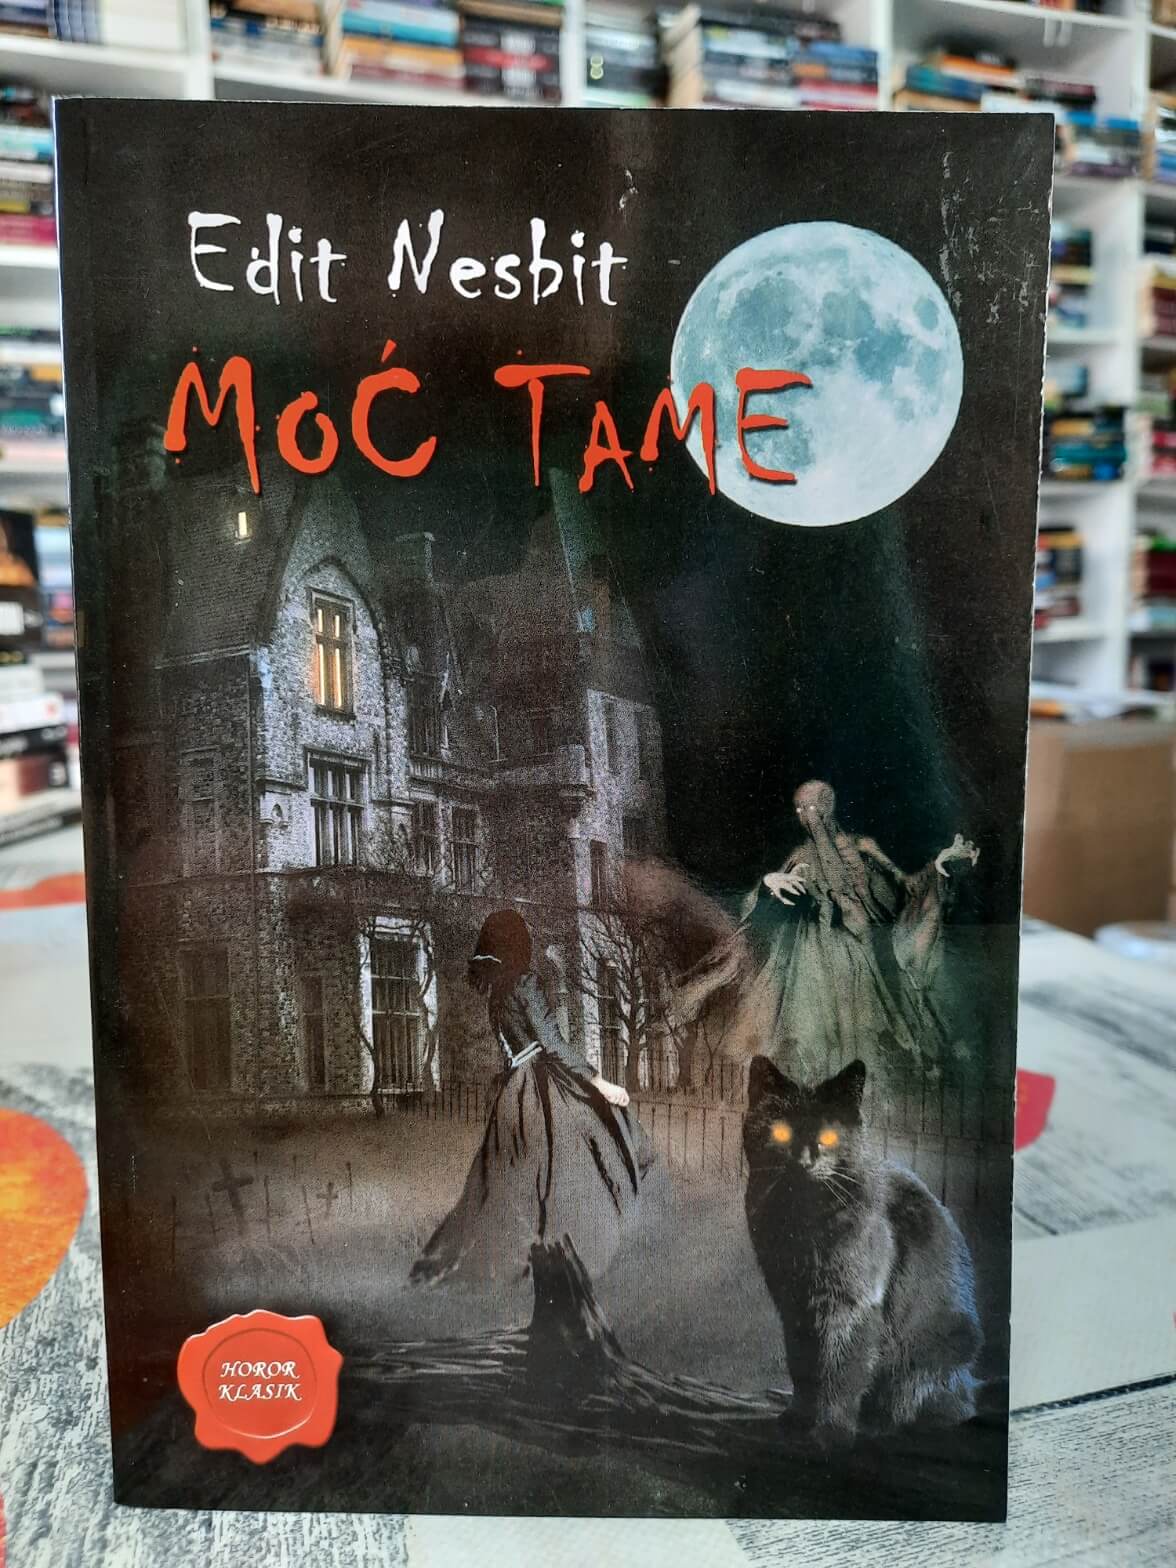 Edit Nesbit
MOĆ TAME
HOROR
KLASIK